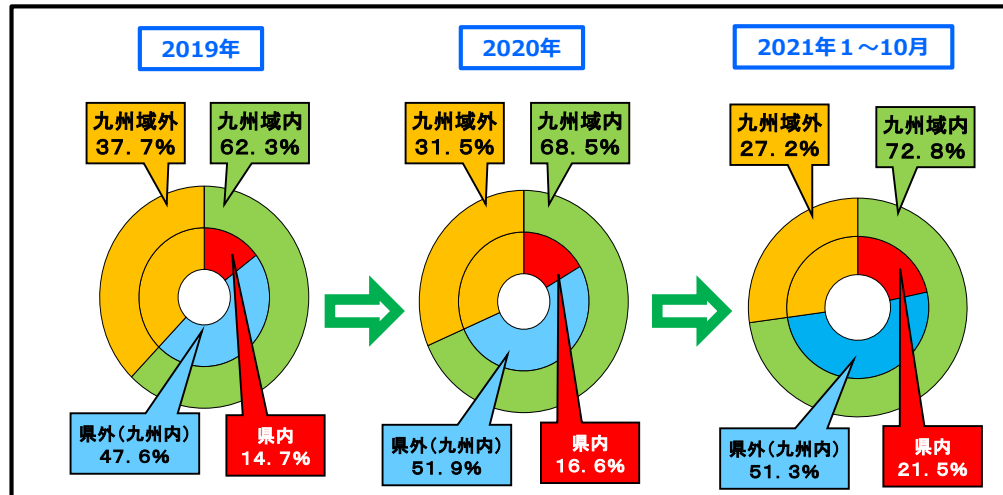 2019年
2020年
2021年１～10月
九州域外
37．7%
九州域内
62．3%
九州域外
31．5%
九州域内
68．5%
九州域外
27．2%
九州域内
72．8%
県外(九州内)
47．6%
県内
14．7%
県外(九州内)
51．9%
県内
16．6%
県外(九州内)
51．3%
県内
21．5%